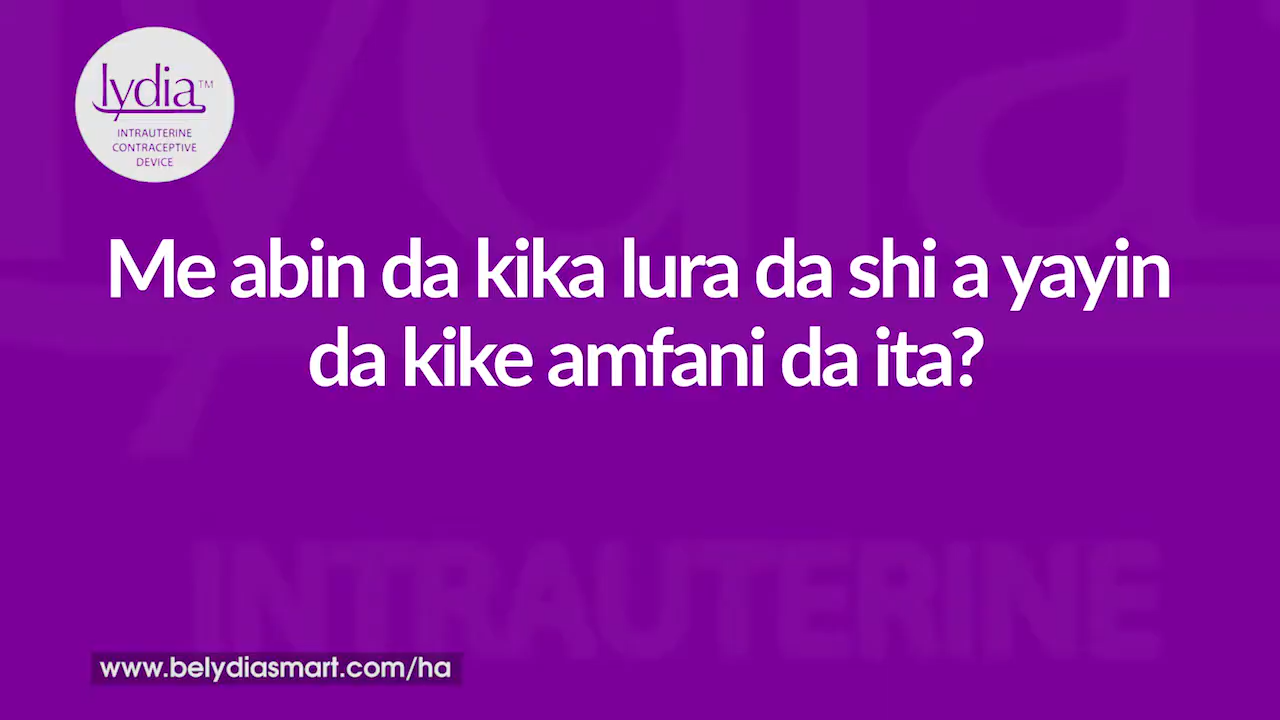 lydia™
INTRAUTERINE
CONTRACEPTIVE
DEVICE
Me abin da kika lura da shi a yayin
da kike amfani da ita?
INTRAUTERINE
www.belydiasmart.com/ha